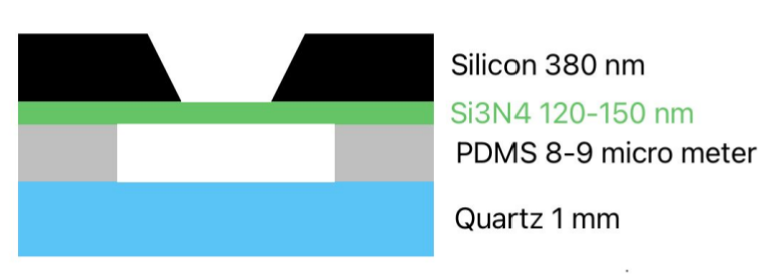 Silicon 380 nm
Si3N4 120-150 nm
PDMS 8-9 micro meter
Quartz 1 mm